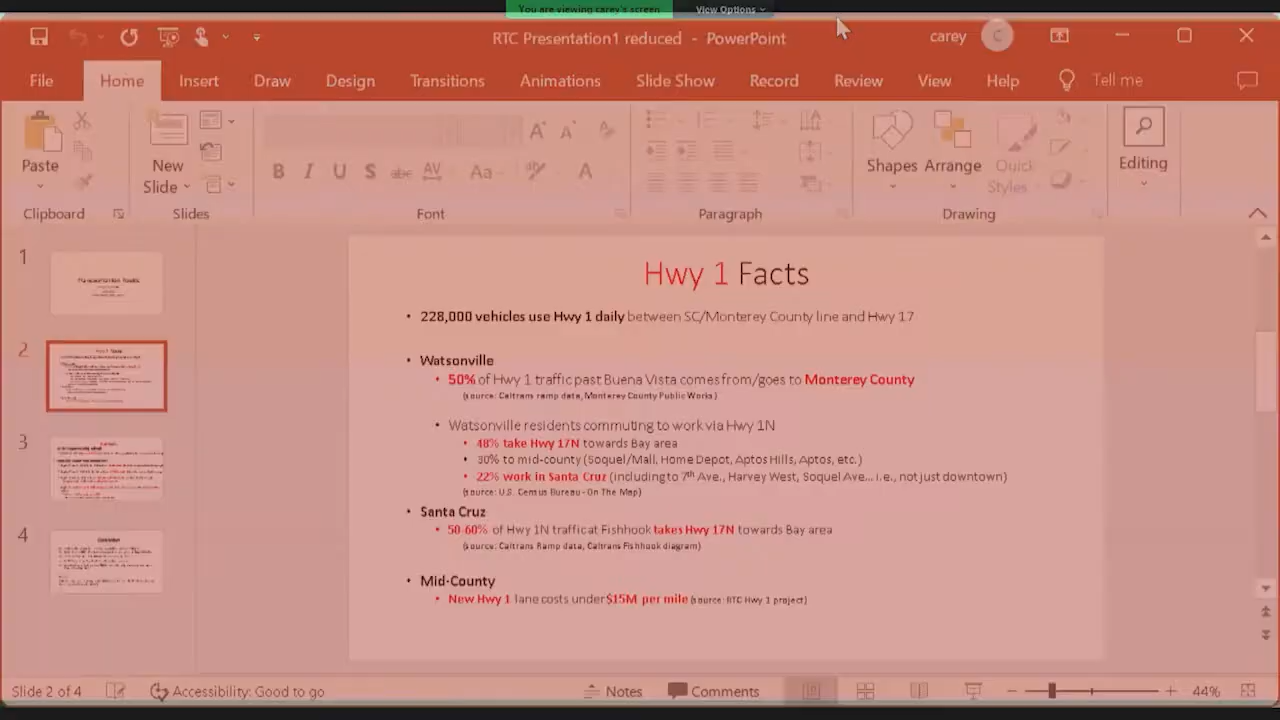 You are viewing carey's screen View Options
RTC Presentation1 reduced - PowerPoint
carey C
File Home Insert Draw Design Transitions Animations Slide Show Record Review View Help Tell me
Paste
New
Slide
B I U S abc AV Aa A
Shapes Arrange Quick
Styles
Editing
Clipboard Slides Font Paragraph Drawing
1
2
3
4
Hwy 1 Facts
• 228,000 vehicles use Hwy 1 daily between SC/Monterey County line and Hwy 17
• Watsonville
• 50% of Hwy 1 traffic past Buena Vista comes from/goes to Monterey County
(source: Caltrans ramp data, Monterey County Public Works)
• Watsonville residents commuting to work via Hwy 1N
• 48% take Hwy 17N towards Bay area
• 30% to mid-county (Soquel/Mall, Home Depot, Aptos Hills, Aptos, etc.)
• 22% work in Santa Cruz (including to 7th Ave., Harvey West, Soquel Ave... i.e., not just downtown)
(source: U.S. Census Bureau - On The Map)
• Santa Cruz
• 50-60% of Hwy 1N traffic at Fishhook takes Hwy 17N towards Bay area
(source: Caltrans Ramp data, Caltrans Fishhook diagram)
• Mid-County
• New Hwy 1 lane costs under $15M per mile (source: RTC Hwy 1 project)
Slide 2 of 4 Accessibility: Good to go Notes Comments 44%